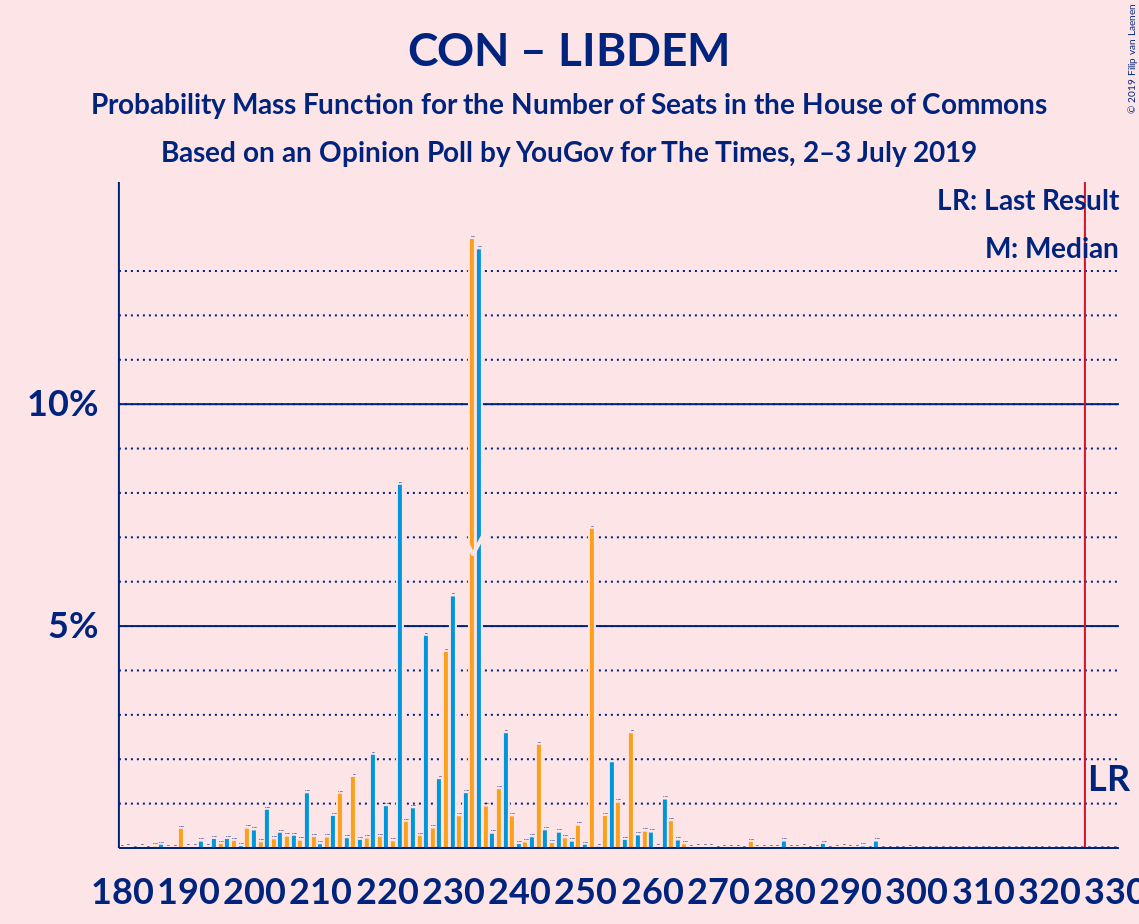 CON – LIBDEM
Probability Mass Function for the Number of Seats in the House of Commons
Based on an Opinion Poll by YouGov for The Times, 2–3 July 2019
© 2019 Filip van Laenen
LR: Last Result
M: Median
10%
5%
LR
180 190 200 210 220 230 240 250 260 270 280 290 300 310 320 330